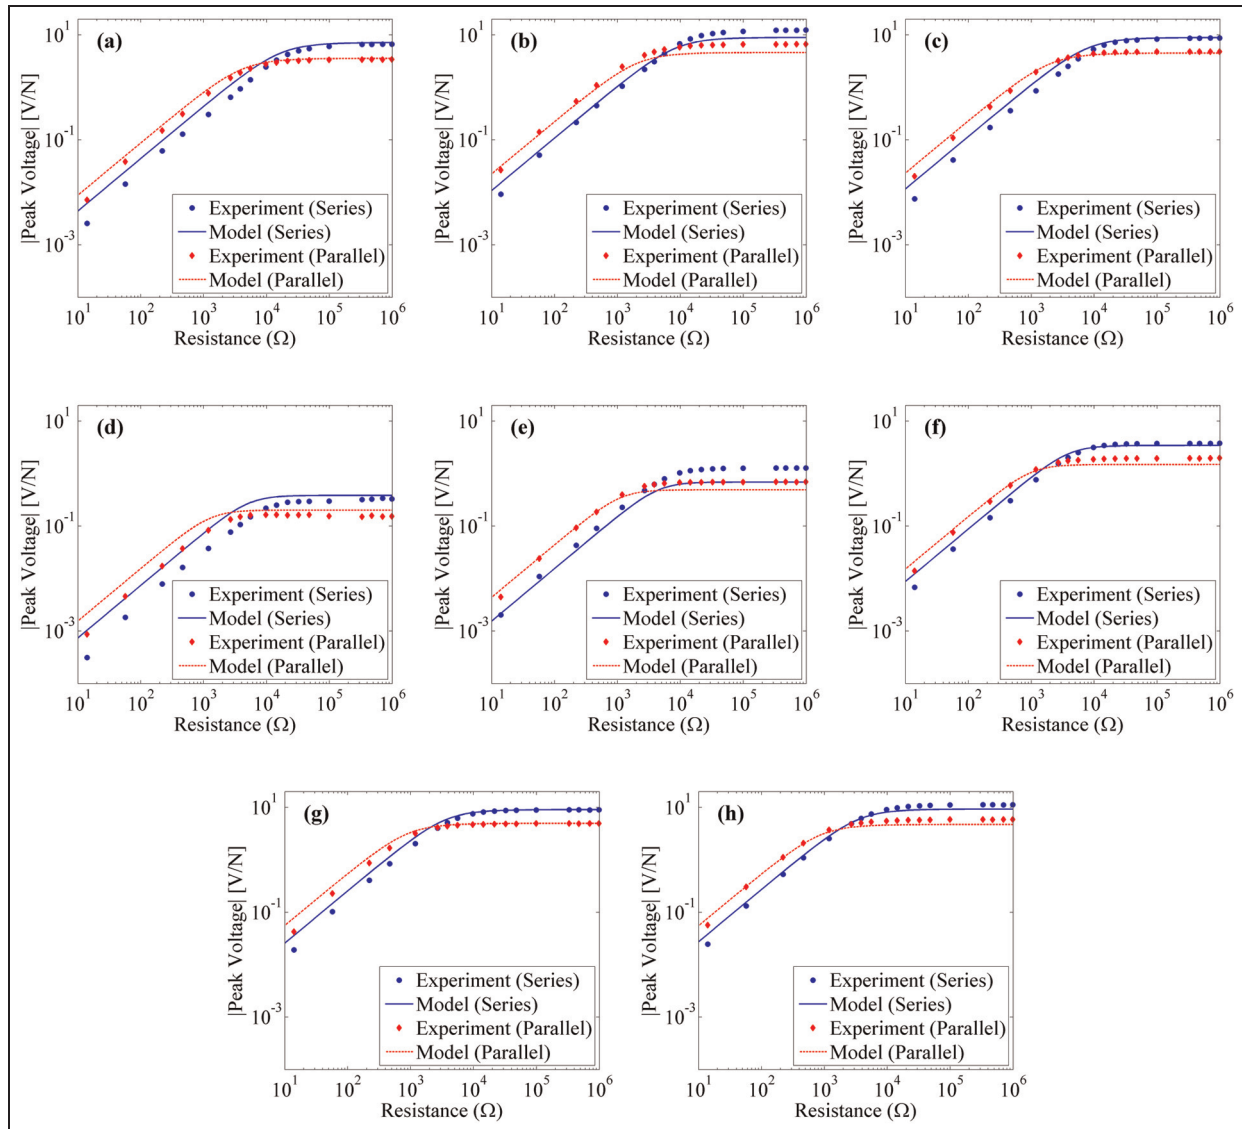 (a)
|Peak Voltage| [V/N]
10^1
10^-1
10^-3
Experiment (Series)
Model (Series)
Experiment (Parallel)
Model (Parallel)
10^1 10^2 10^3 10^4 10^5 10^6
Resistance (Ω)
(b)
|Peak Voltage| [V/N]
10^1
10^-1
10^-3
Experiment (Series)
Model (Series)
Experiment (Parallel)
Model (Parallel)
10^1 10^2 10^3 10^4 10^5 10^6
Resistance (Ω)
(c)
|Peak Voltage| [V/N]
10^1
10^-1
10^-3
Experiment (Series)
Model (Series)
Experiment (Parallel)
Model (Parallel)
10^1 10^2 10^3 10^4 10^5 10^6
Resistance (Ω)
(d)
|Peak Voltage| [V/N]
10^1
10^-1
10^-3
Experiment (Series)
Model (Series)
Experiment (Parallel)
Model (Parallel)
10^1 10^2 10^3 10^4 10^5 10^6
Resistance (Ω)
(e)
|Peak Voltage| [V/N]
10^1
10^-1
10^-3
Experiment (Series)
Model (Series)
Experiment (Parallel)
Model (Parallel)
10^1 10^2 10^3 10^4 10^5 10^6
Resistance (Ω)
(f)
|Peak Voltage| [V/N]
10^1
10^-1
10^-3
Experiment (Series)
Model (Series)
Experiment (Parallel)
Model (Parallel)
10^1 10^2 10^3 10^4 10^5 10^6
Resistance (Ω)
(g)
|Peak Voltage| [V/N]
10^1
10^-1
10^-3
Experiment (Series)
Model (Series)
Experiment (Parallel)
Model (Parallel)
10^1 10^2 10^3 10^4 10^5 10^6
Resistance (Ω)
(h)
|Peak Voltage| [V/N]
10^1
10^-1
10^-3
Experiment (Series)
Model (Series)
Experiment (Parallel)
Model (Parallel)
10^1 10^2 10^3 10^4 10^5 10^6
Resistance (Ω)